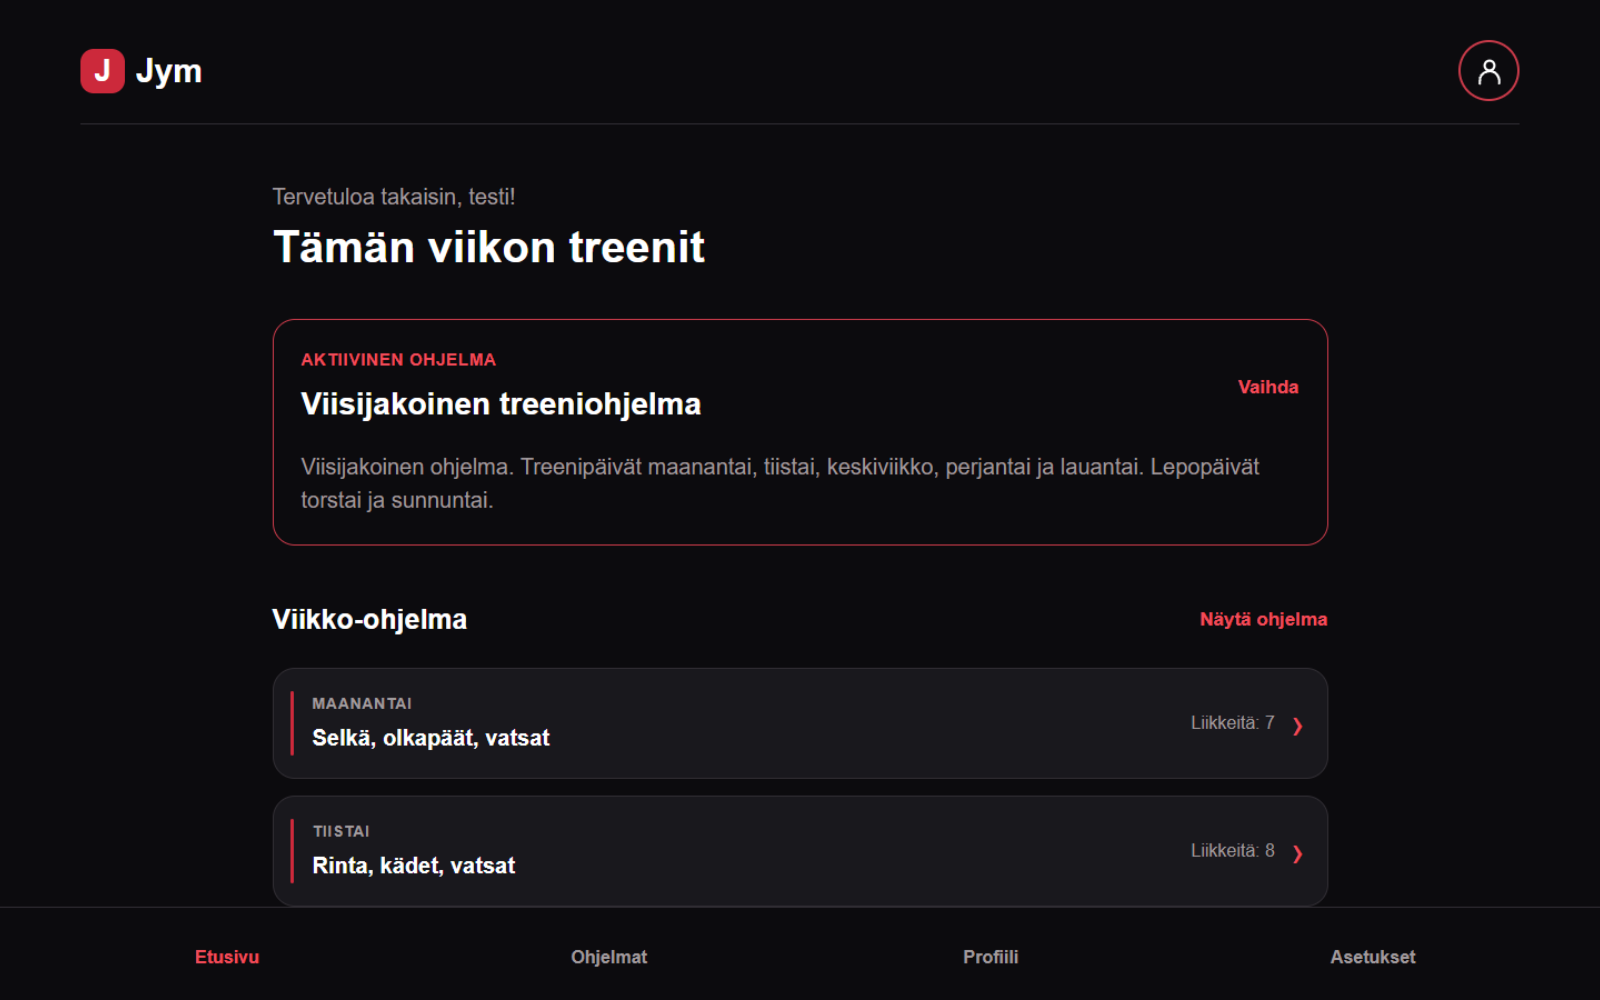 J Jym
Tervetuloa takaisin, testi!
Tämän viikon treenit
AKTIIVINEN OHJELMA
Viisijakoinen treeniohjelma
Vaihda
Viisijakoinen ohjelma. Treenipäivät maanantai, tiistai, keskiviikko, perjantai ja lauantai. Lepopäivät
torstai ja sunnuntai.
Viikko-ohjelma
Näytä ohjelma
MAANANTAI
Selkä, olkapäät, vatsat
Liikkeitä: 7
TIISTAI
Rinta, kädet, vatsat
Liikkeitä: 8
Etusivu
Ohjelmat
Profiili
Asetukset